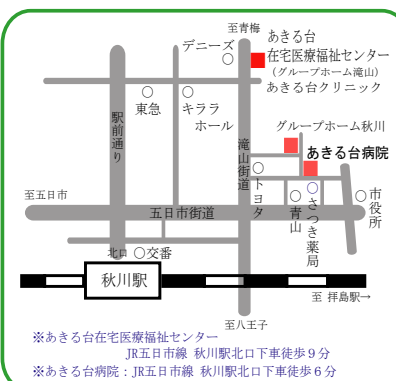 至青梅
デニーズ
あきる台
在宅医療福祉センター
（グループホーム滝山）
あきる台クリニック
東急
キララ
ホール
駅前通り
グループホーム秋川
あきる台病院
滝山街道
トヨタ
青山
さつき薬局
市役所
至五日市
五日市街道
北口
交番
秋川駅
至 拝島駅→
至八王子
※あきる台在宅医療福祉センター
JR五日市線 秋川駅北口下車徒歩９分
※あきる台病院：JR五日市線 秋川駅北口下車徒歩６分